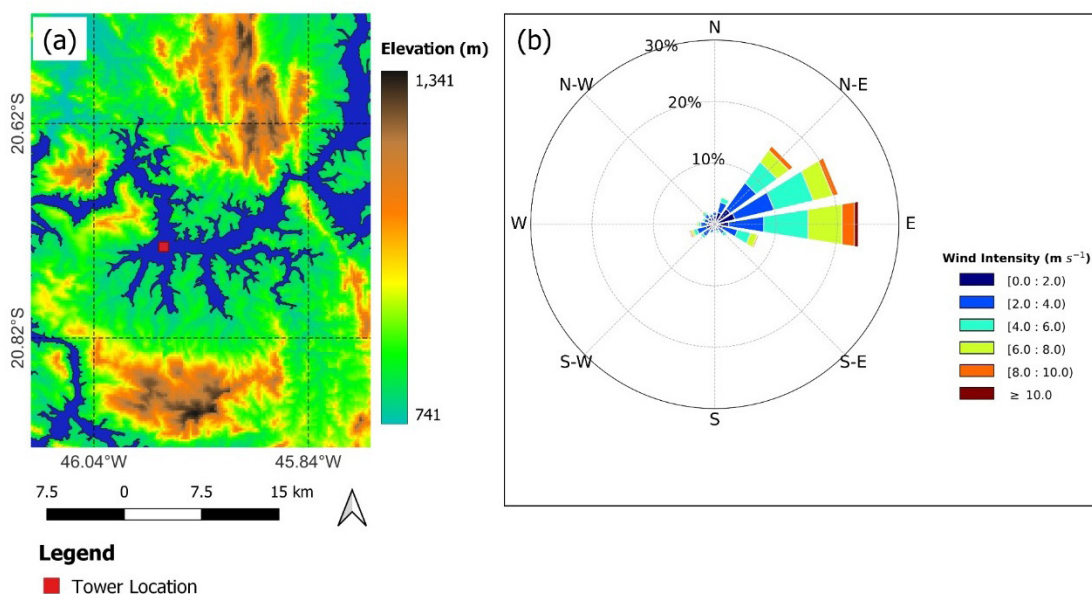 (a)
Elevation (m)
1,341
741
20.62°S
20.82°S
46.04°W
45.84°W
7.5 0 7.5 15 km
Legend
Tower Location
(b)
N
N-E
E
S-E
S
S-W
W
N-W
30%
20%
10%
Wind Intensity (m s⁻¹)
[0.0 : 2.0)
[2.0 : 4.0)
[4.0 : 6.0)
[6.0 : 8.0)
[8.0 : 10.0)
≥ 10.0